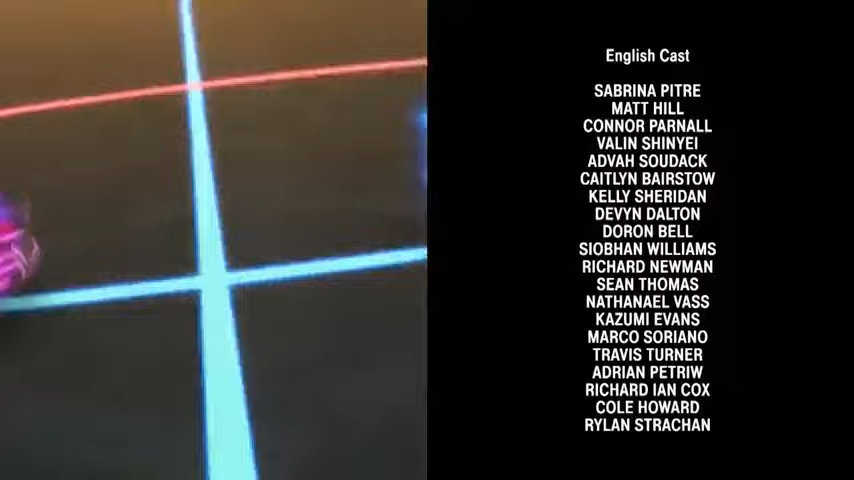 English Cast
SABRINA PITRE
MATT HILL
CONNOR PARNALL
VALIN SHINYEI
ADVAH SOUDACK
CAITLYN BAIRSTOW
KELLY SHERIDAN
DEVYN DALTON
DORON BELL
SIOBHAN WILLIAMS
RICHARD NEWMAN
SEAN THOMAS
NATHANAEL VASS
KAZUMI EVANS
MARCO SORIANO
TRAVIS TURNER
ADRIAN PETRIW
RICHARD IAN COX
COLE HOWARD
RYLAN STRACHAN